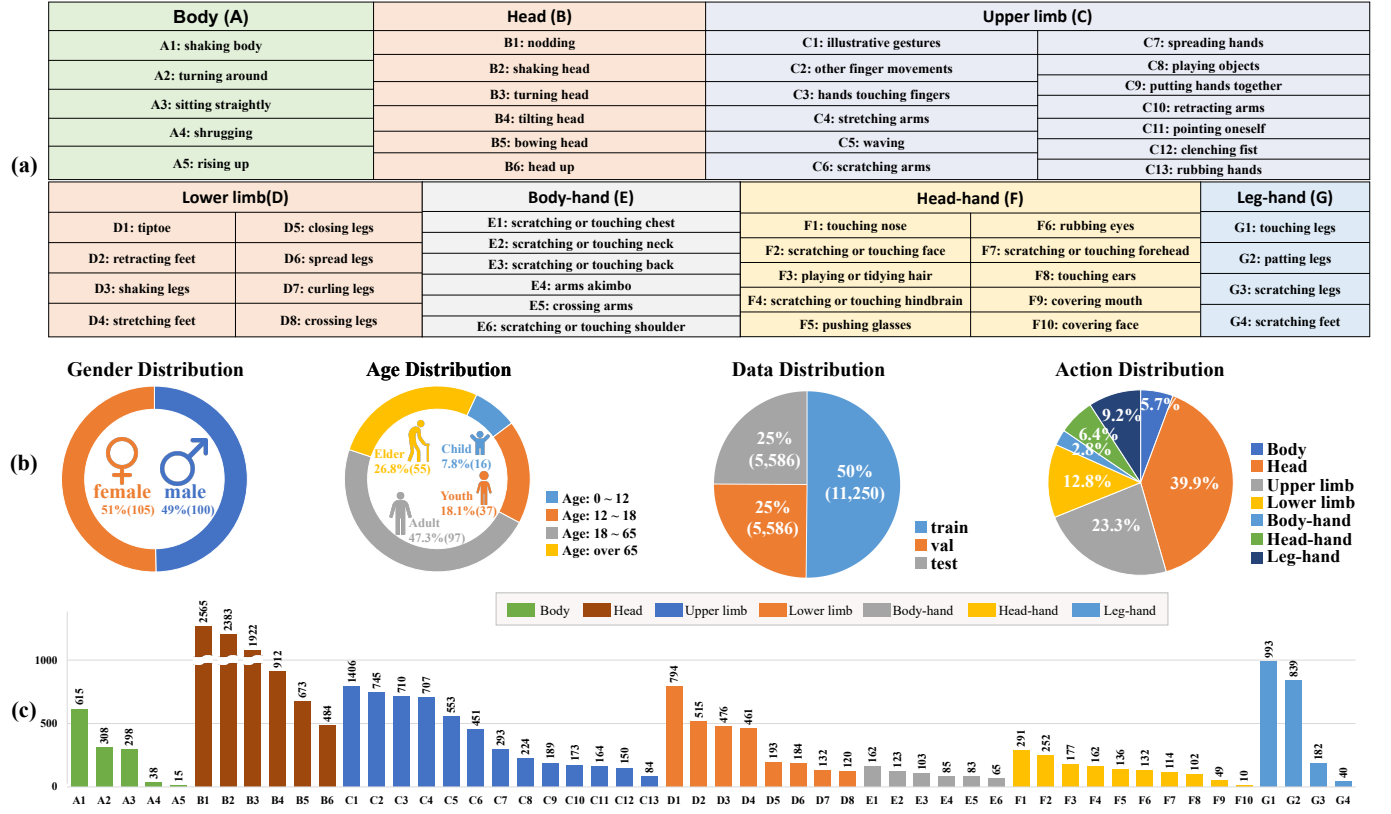 Body (A)
Head (B)
Upper limb (C)
A1: shaking body
A2: turning around
A3: sitting straightly
A4: shrugging
A5: rising up
B1: nodding
B2: shaking head
B3: turning head
B4: tilting head
B5: bowing head
B6: head up
C1: illustrative gestures
C2: other finger movements
C3: hands touching fingers
C4: stretching arms
C5: waving
C6: scratching arms
C7: spreading hands
C8: playing objects
C9: putting hands together
C10: retracting arms
C11: pointing oneself
C12: clenching fist
C13: rubbing hands
(a)
Lower limb(D)
Body-hand (E)
Head-hand (F)
Leg-hand (G)
D1: tiptoe
D2: retracting feet
D3: shaking legs
D4: stretching feet
D5: closing legs
D6: spread legs
D7: curling legs
D8: crossing legs
E1: scratching or touching chest
E2: scratching or touching neck
E3: scratching or touching back
E4: arms akimbo
E5: crossing arms
E6: scratching or touching shoulder
F1: touching nose
F2: scratching or touching face
F3: playing or tidying hair
F4: scratching or touching hindbrain
F5: pushing glasses
F6: rubbing eyes
F7: scratching or touching forehead
F8: touching ears
F9: covering mouth
F10: covering face
G1: touching legs
G2: patting legs
G3: scratching legs
G4: scratching feet
(b)
Gender Distribution
female
51%(105)
male
49%(100)
Age Distribution
Elder
26.8%(55)
Child
7.8%(16)
Youth
18.1%(37)
Adult
47.3%(97)
Age: 0 ~ 12
Age: 12 ~ 18
Age: 18 ~ 65
Age: over 65
Data Distribution
25%
(5,586)
50%
(11,250)
25%
(5,586)
train
val
test
Action Distribution
5.7%
39.9%
23.3%
12.8%
2.8%
6.4%
9.2%
Body
Head
Upper limb
Lower limb
Body-hand
Head-hand
Leg-hand
(c)
Body Head Upper limb Lower limb Body-hand Head-hand Leg-hand
1000
500
0
615 308 298 38 15 2565 2383 1922 912 673 484 1406 745 710 707 553 451 293 224 189 173 164 150 84 794 515 476 461 193 184 132 120 162 123 103 85 83 65 291 252 177 162 136 132 114 102 49 10 993 839 182 40
A1 A2 A3 A4 A5 B1 B2 B3 B4 B5 B6 C1 C2 C3 C4 C5 C6 C7 C8 C9 C10 C11 C12 C13 D1 D2 D3 D4 D5 D6 D7 D8 E1 E2 E3 E4 E5 E6 F1 F2 F3 F4 F5 F6 F7 F8 F9 F10 G1 G2 G3 G4